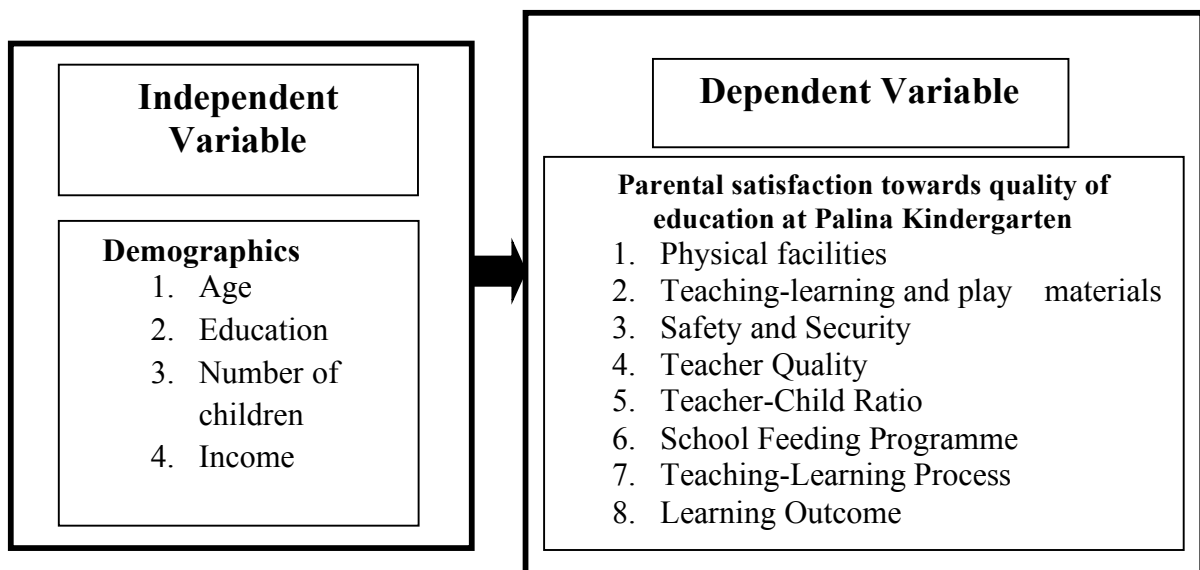 Independent
Variable
Demographics
1. Age
2. Education
3. Number of
children
4. Income
Dependent Variable
Parental satisfaction towards quality of
education at Palina Kindergarten
1. Physical facilities
2. Teaching-learning and play materials
3. Safety and Security
4. Teacher Quality
5. Teacher-Child Ratio
6. School Feeding Programme
7. Teaching-Learning Process
8. Learning Outcome